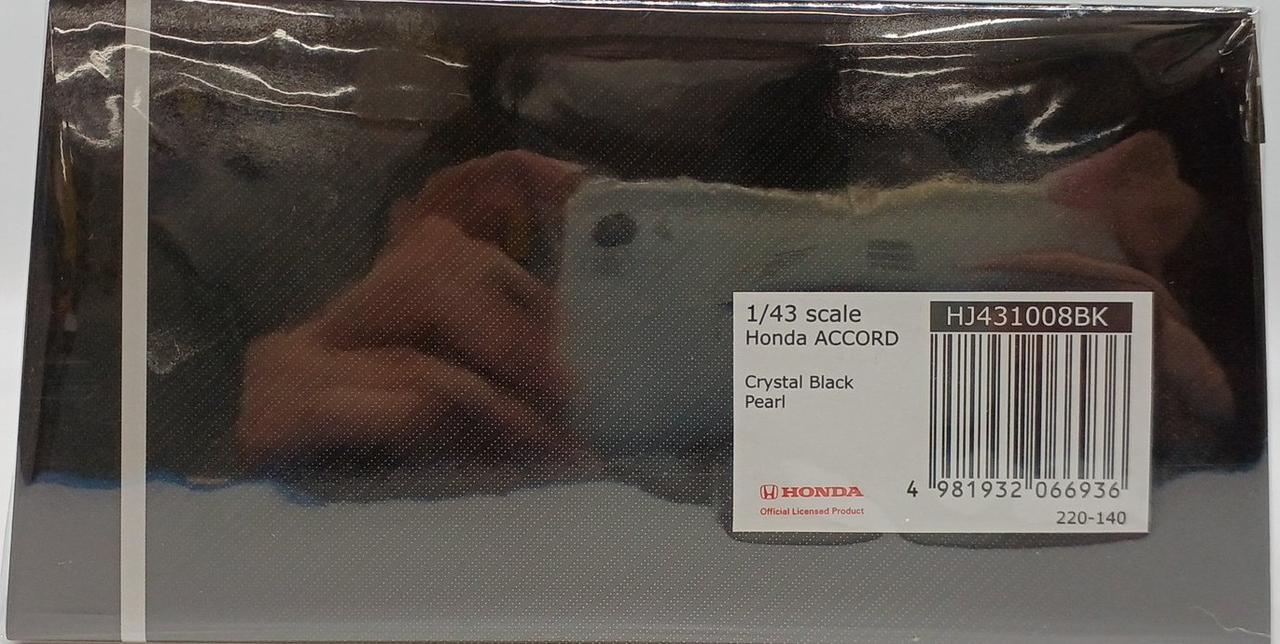 1/43 scale
Honda ACCORD
Crystal Black
Pearl
HONDA
Official Licensed Product
HJ431008BK
4 981932 066936
220-140